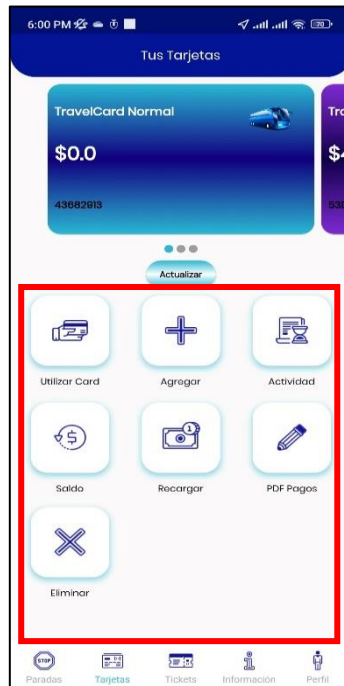 6:00 PM
70
Tus Tarjetas
TravelCard Normal
$0.0
43682913
Actualizar
Utilizar Card
Agregar
Actividad
Saldo
Recargar
PDF Pagos
Eliminar
STOP
Paradas
Tarjetas
Tickets
Información
Perfil